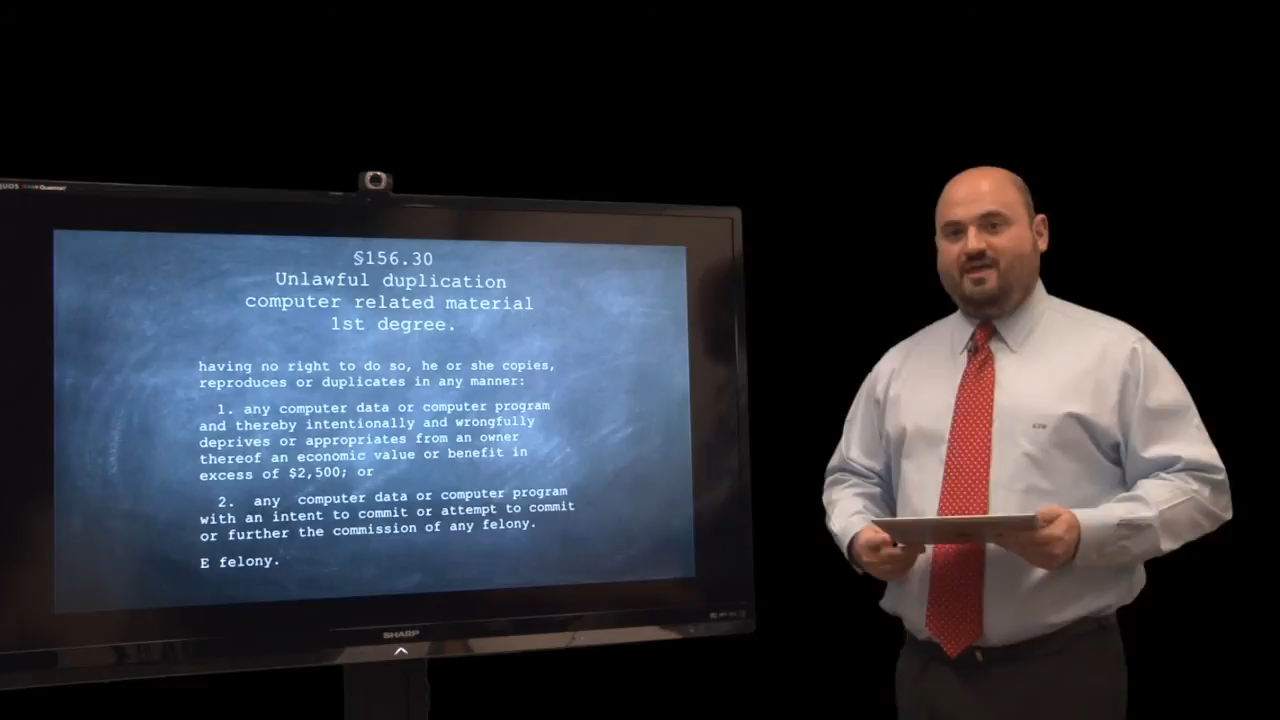 QUOS
Quattron
§156.30
Unlawful duplication
computer related material
1st degree.
having no right to do so, he or she copies,
reproduces or duplicates in any manner:
1. any computer data or computer program
and thereby intentionally and wrongfully
deprives or appropriates from an owner
thereof an economic value or benefit in
excess of $2,500; or
2. any computer data or computer program
with an intent to commit or attempt to commit
or further the commission of any felony.
E felony.
SHARP